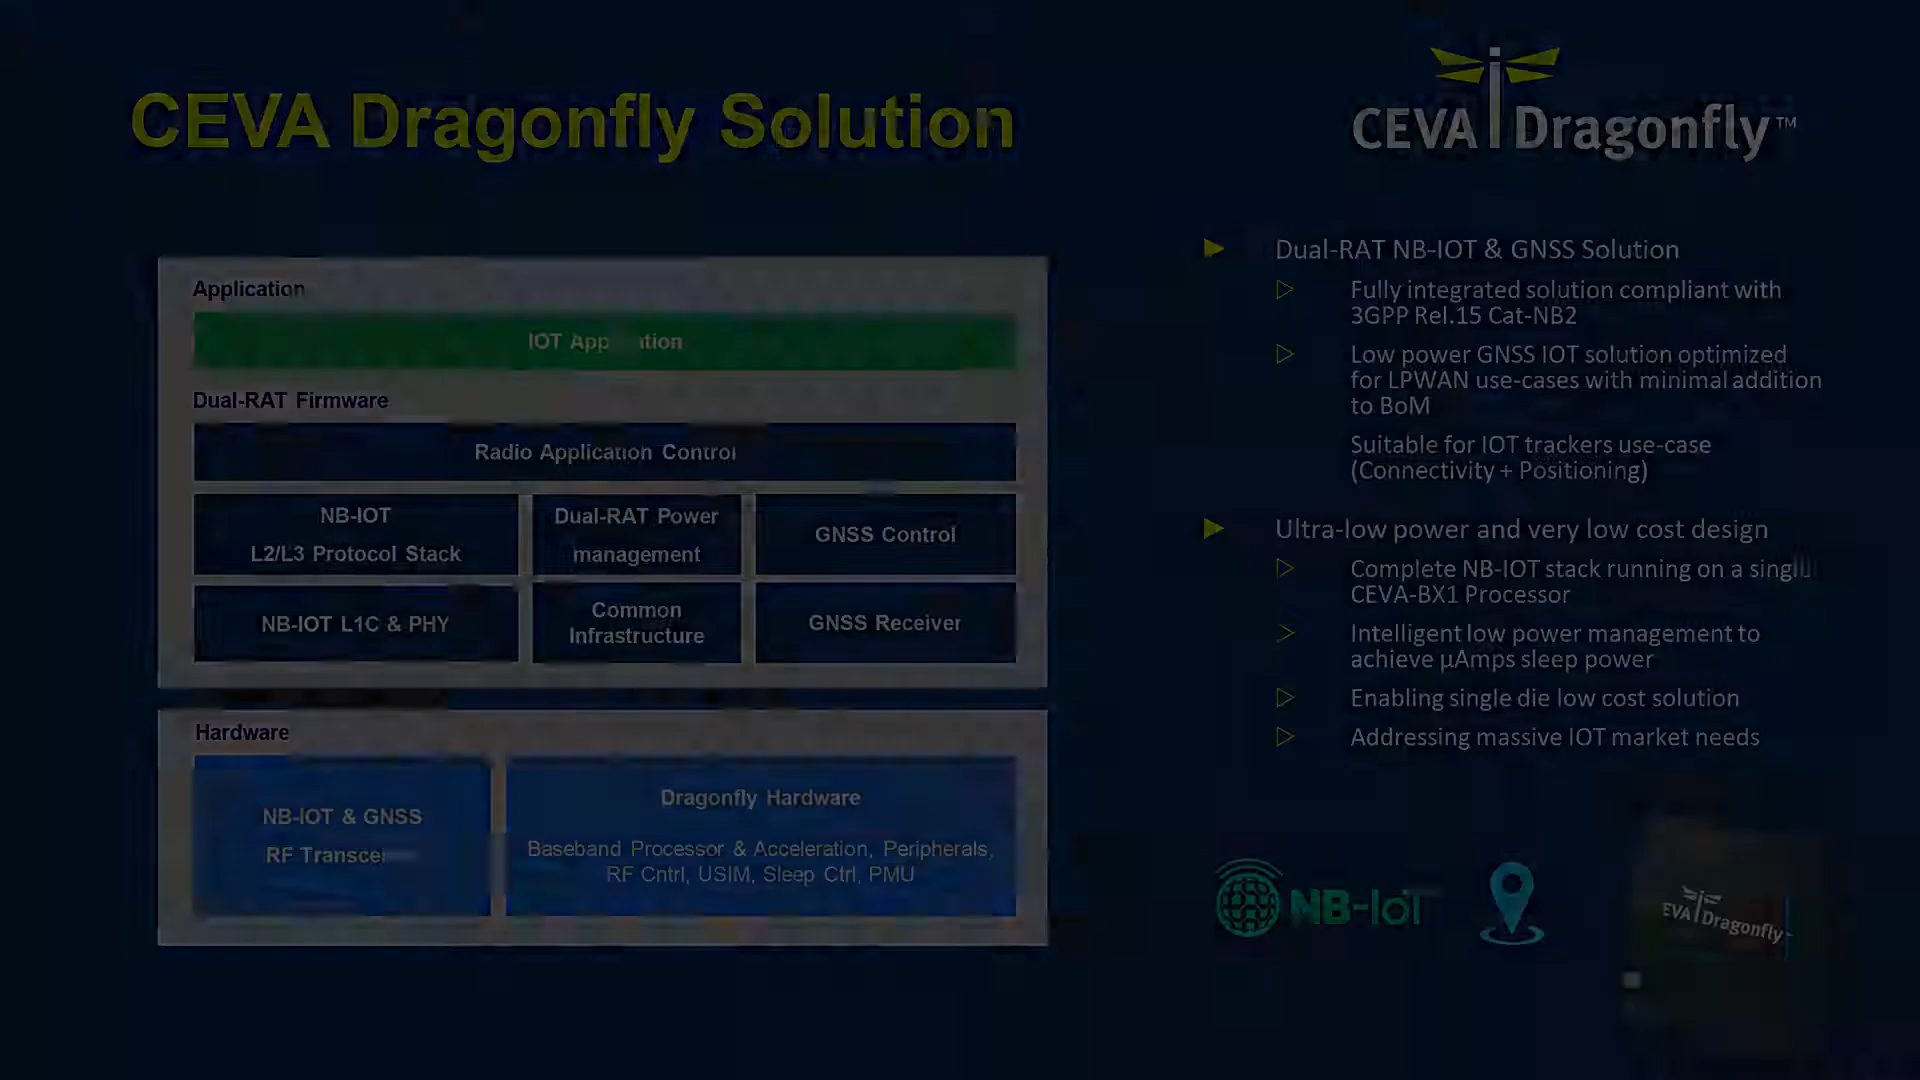 CEVA Dragonfly Solution
CEVA Dragonfly™
Application
IOT App tion
Dual-RAT Firmware
Radio Application Control
NB-IOT
L2/L3 Protocol Stack
Dual-RAT Power
management
GNSS Control
NB-IOT L1C & PHY
Common
Infrastructure
GNSS Receiver
Hardware
NB-IOT & GNSS
RF Transcei
Dragonfly Hardware
Baseband Processor & Acceleration, Peripherals,
RF Cntrl, USIM, Sleep Ctrl, PMU
Dual-RAT NB-IOT & GNSS Solution
Fully integrated solution compliant with
3GPP Rel.15 Cat-NB2
Low power GNSS IOT solution optimized
for LPWAN use-cases with minimal addition
to BoM
Suitable for IOT trackers use-case
(Connectivity + Positioning)
Ultra-low power and very low cost design
Complete NB-IOT stack running on a singl
CEVA-BX1 Processor
Intelligent low power management to
achieve µAmps sleep power
Enabling single die low cost solution
Addressing massive IOT market needs
NB-IoT
EVA Dragonfly